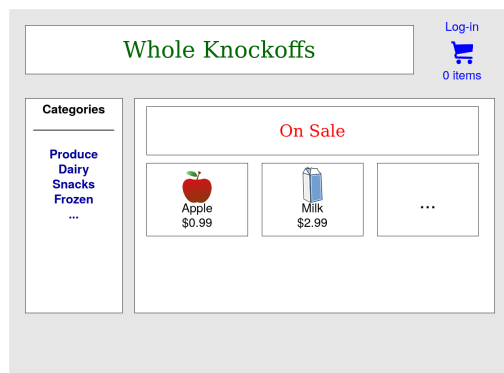 Whole Knockoffs
Log-in
0 items
Categories
Produce
Dairy
Snacks
Frozen
...
On Sale
Apple
$0.99
Milk
$2.99
...